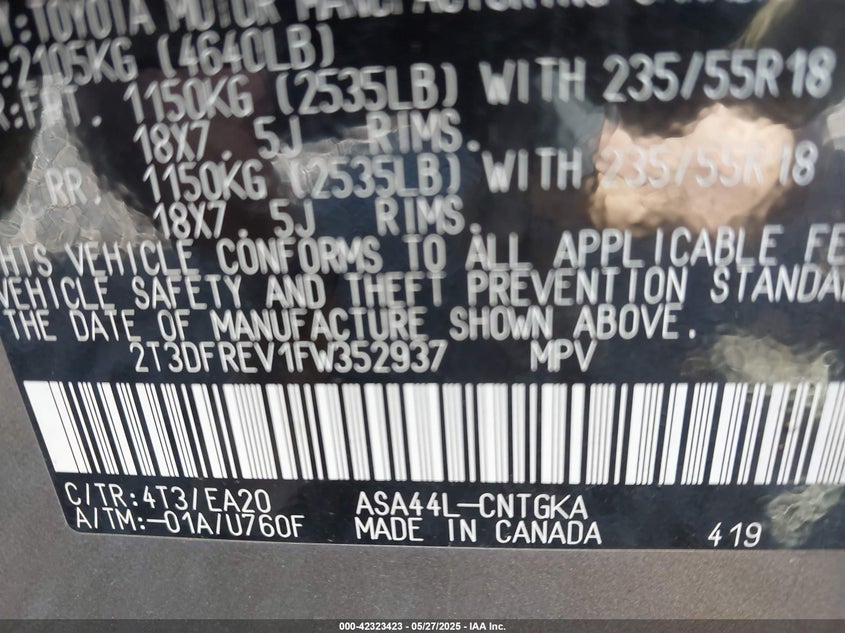 Y:TOYOTA MOTOR
:2105KG (4640LB)
R:FRT. 1150KG (2535LB) WITH 235/55R18
18X7. 5J RIMS.
RR. 1150KG (2535LB) WITH 235/55R18
18X7. 5J RIMS.
THIS VEHICLE CONFORMS TO ALL APPLICABLE FE
VEHICLE SAFETY AND THEFT PREVENTION STANDA
THE DATE OF MANUFACTURE SHOWN ABOVE.
2T3DFREV1FW352937 MPV
C/TR:4T3/EA20 ASA44L-CNTGKA
A/TM:-01A/U760F MADE IN CANADA 419
000-42323423 - 05/27/2025 - IAA Inc.